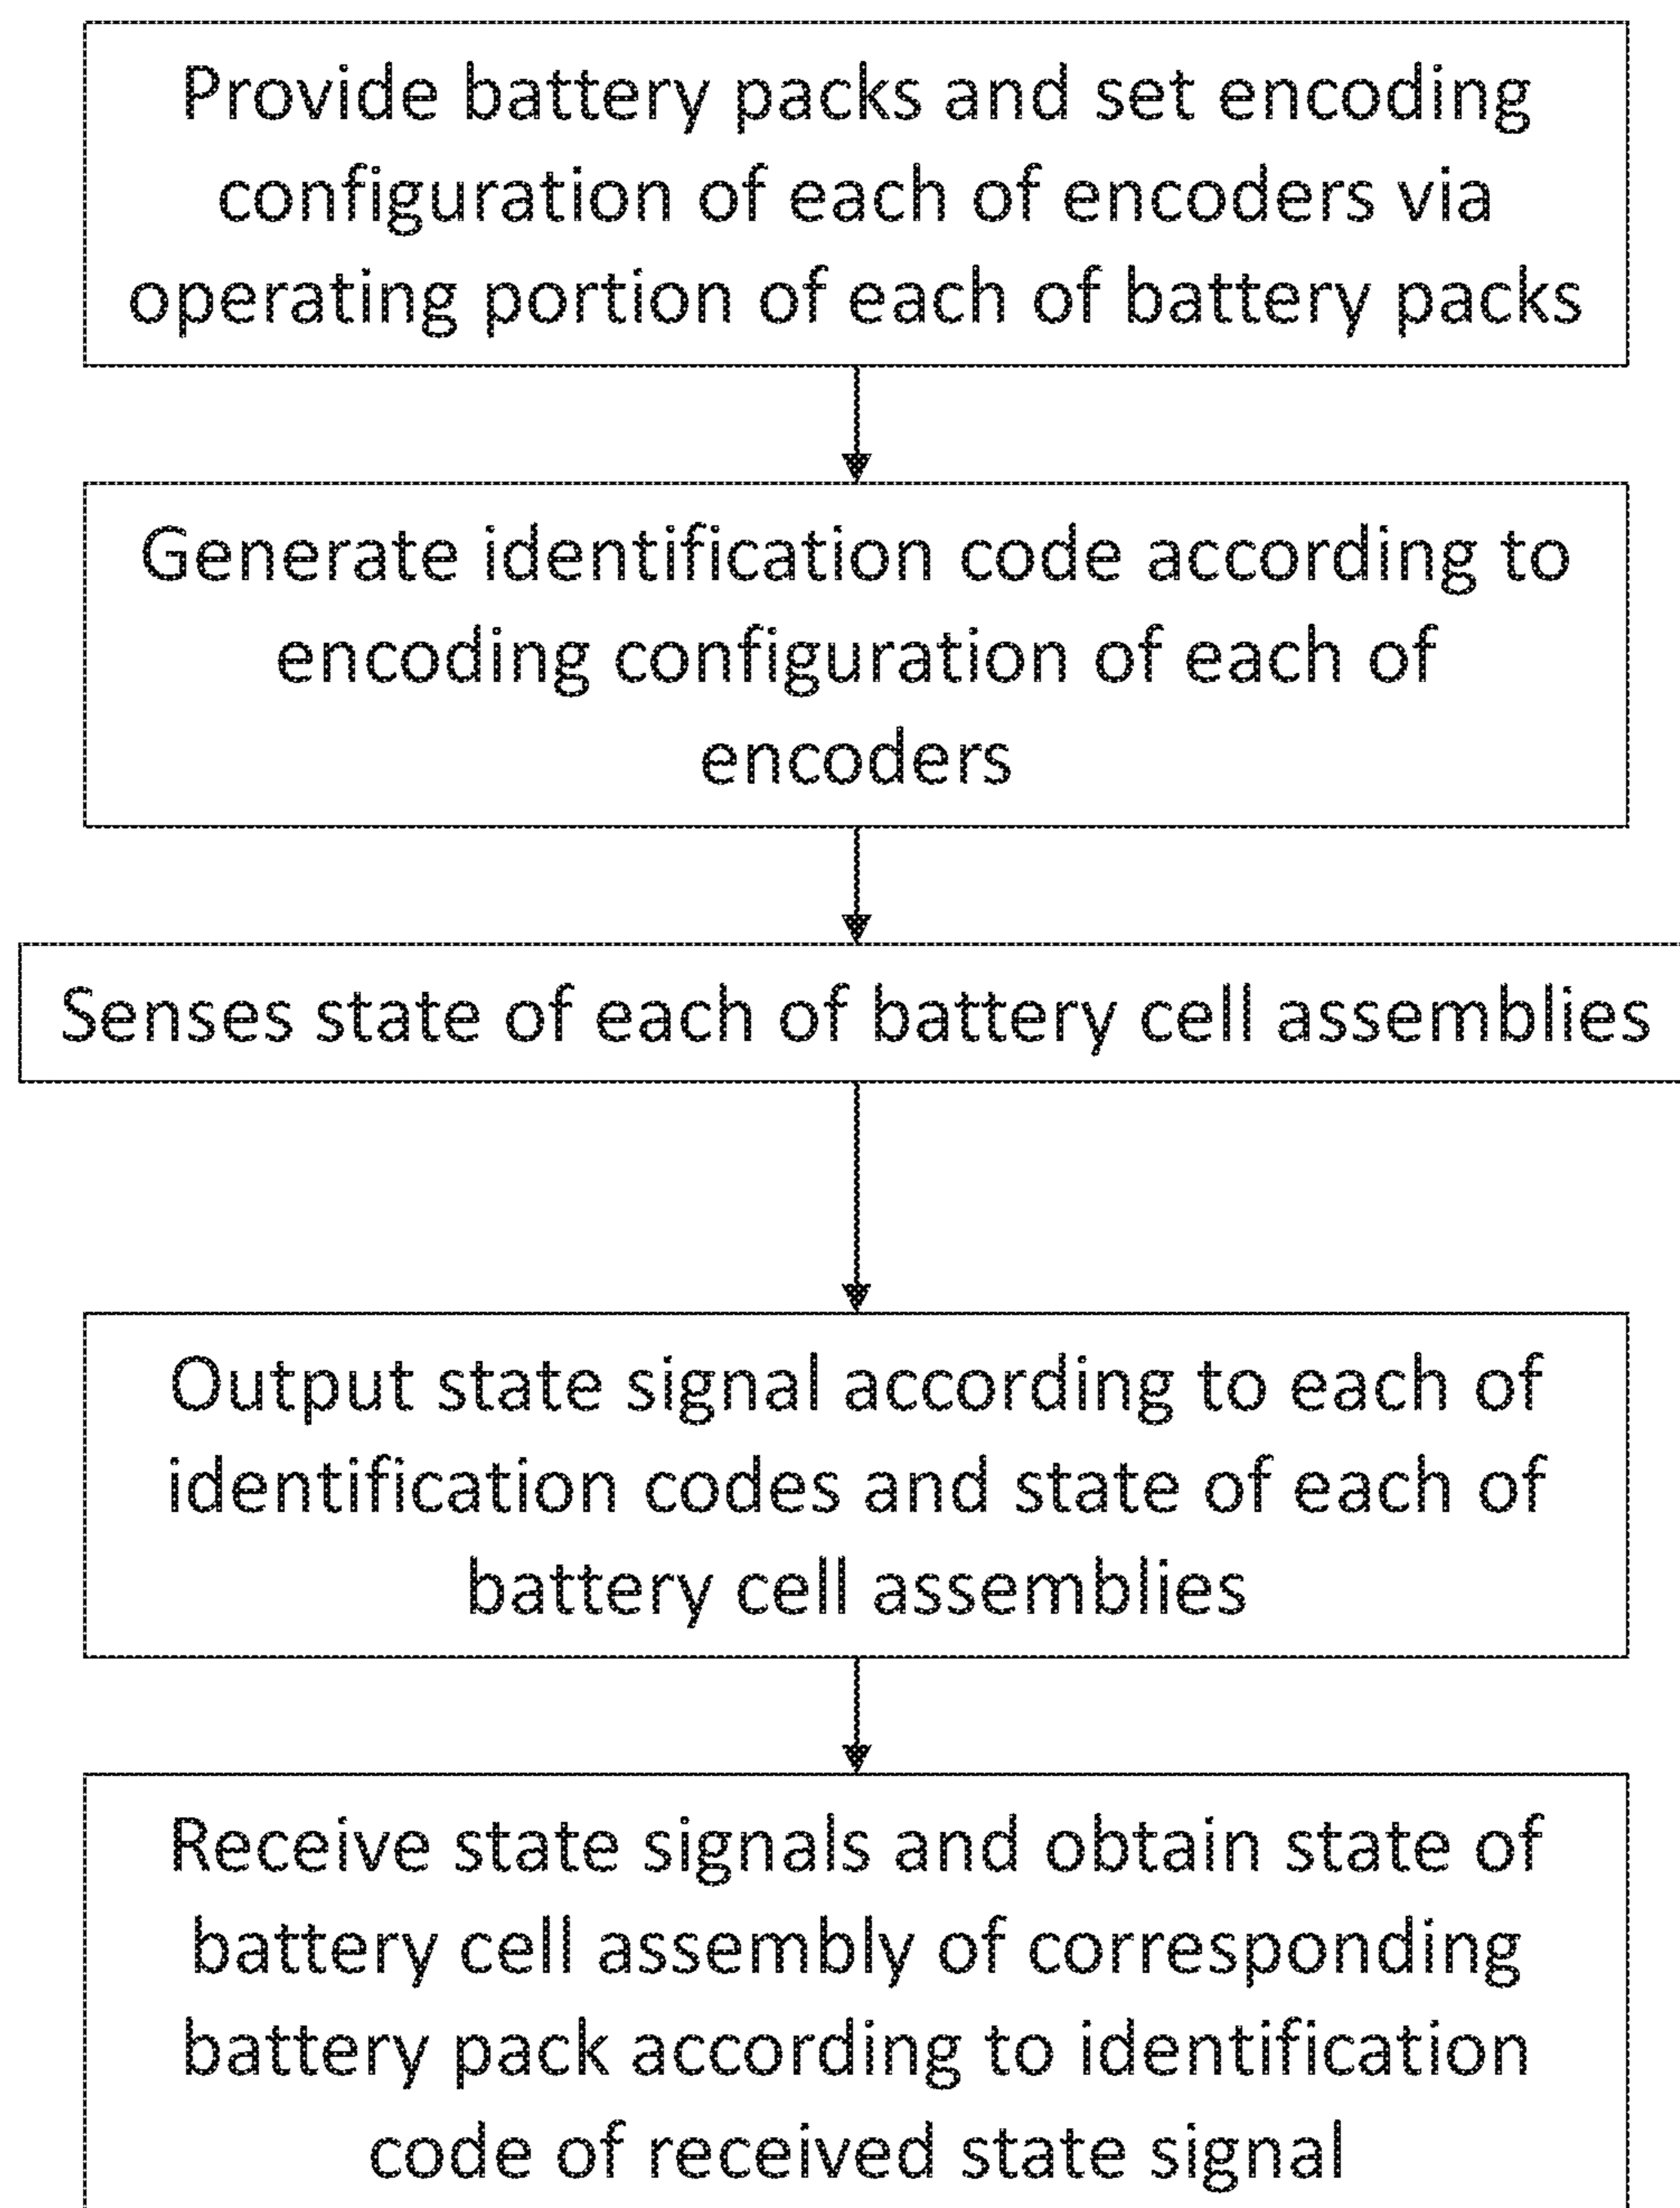 Provide battery packs and set encoding
configuration of each of encoders via
operating portion of each of battery packs
Generate identification code according to
encoding configuration of each of
encoders
Senses state of each of battery cell assemblies
Output state signal according to each of
identification codes and state of each of
battery cell assemblies
Receive state signals and obtain state of
battery cell assembly of corresponding
battery pack according to identification
code of received state signal